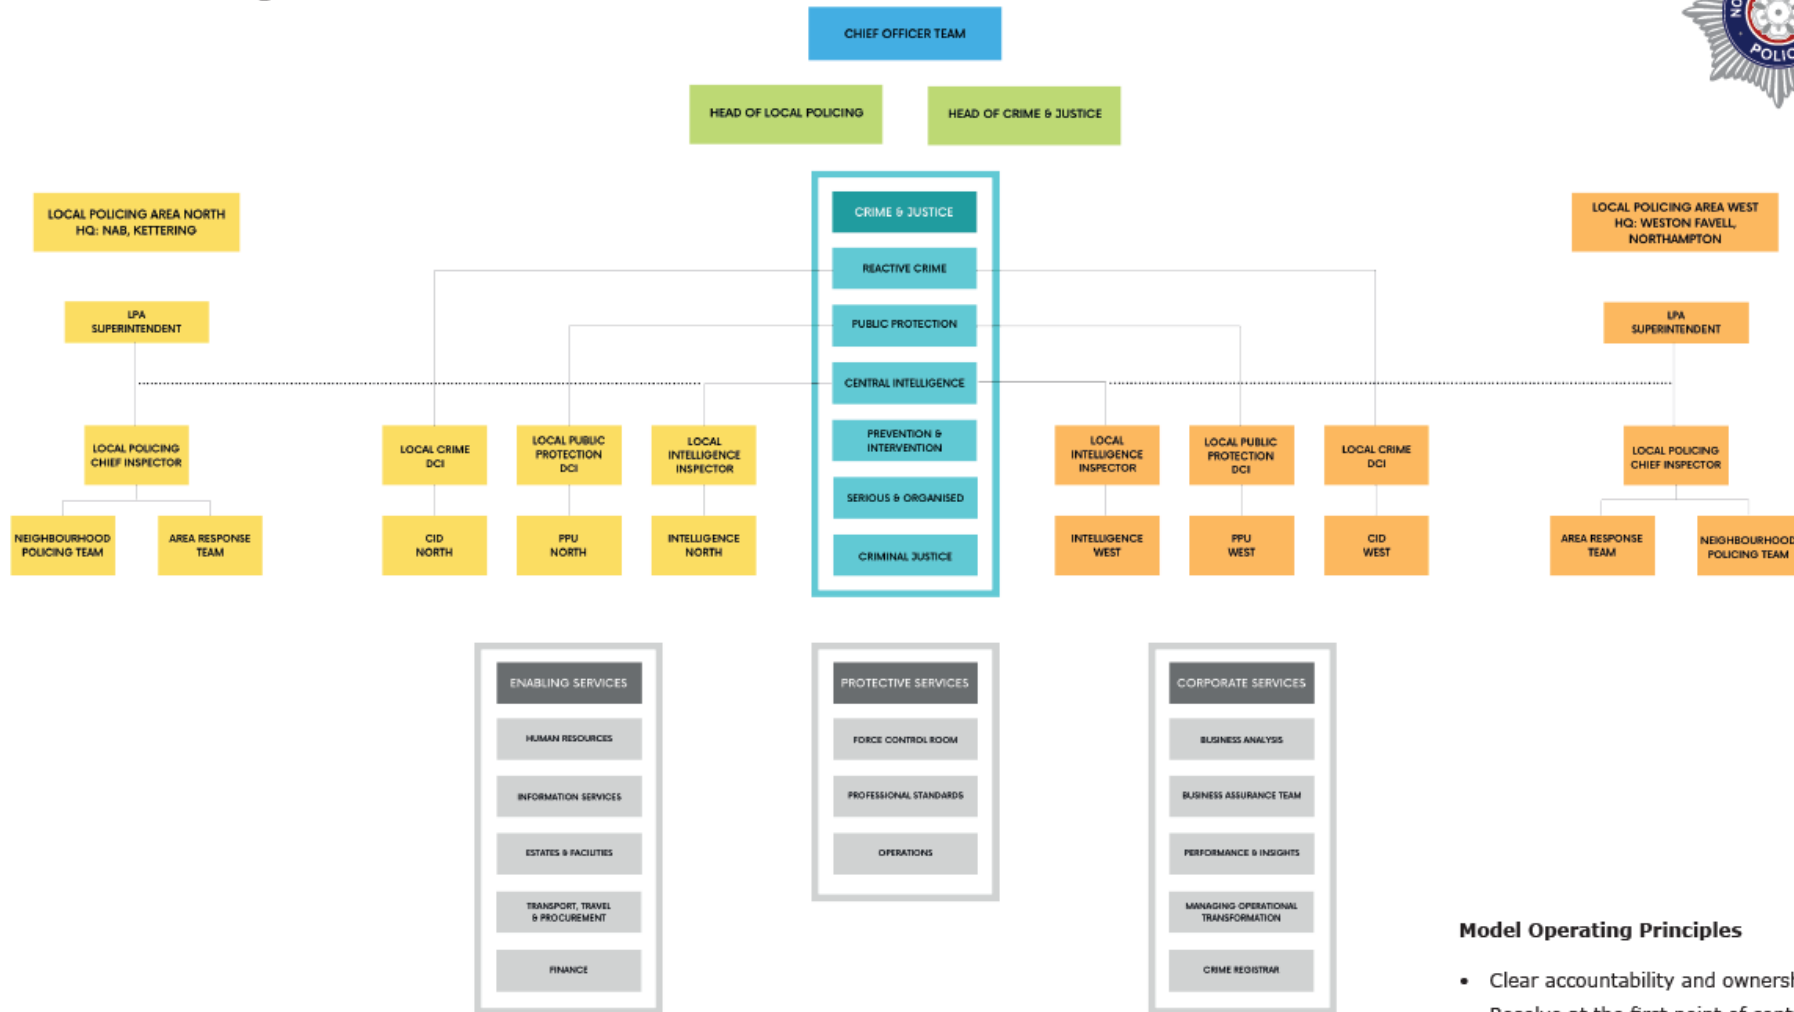 CHIEF OFFICER TEAM
POLIC
HEAD OF LOCAL POLICING
HEAD OF CRIME & JUSTICE
LOCAL POLICING AREA NORTH
HQ: NAB, KETTERING
CRIME & JUSTICE
LOCAL POLICING AREA WEST
HQ: WESTON FAVELL,
NORTHAMPTON
REACTIVE CRIME
LPA
SUPERINTENDENT
PUBLIC PROTECTION
LPA
SUPERINTENDENT
CENTRAL INTELLIGENCE
LOCAL POLICING
CHIEF INSPECTOR
LOCAL CRIME
DCI
LOCAL PUBLIC
PROTECTION
DCI
LOCAL
INTELLIGENCE
INSPECTOR
PREVENTION &
INTERVENTION
LOCAL
INTELLIGENCE
INSPECTOR
LOCAL PUBLIC
PROTECTION
DCI
LOCAL CRIME
DCI
LOCAL POLICING
CHIEF INSPECTOR
SERIOUS & ORGANISED
NEIGHBOURHOOD
POLICING TEAM
AREA RESPONSE
TEAM
CID
NORTH
PPU
NORTH
INTELLIGENCE
NORTH
CRIMINAL JUSTICE
INTELLIGENCE
WEST
PPU
WEST
CID
WEST
AREA RESPONSE
TEAM
NEIGHBOURHOOD
POLICING TEAM
ENABLING SERVICES
HUMAN RESOURCES
INFORMATION SERVICES
ESTATES & FACILITIES
TRANSPORT, TRAVEL
& PROCUREMENT
FINANCE
PROTECTIVE SERVICES
FORCE CONTROL ROOM
PROFESSIONAL STANDARDS
OPERATIONS
CORPORATE SERVICES
BUSINESS ANALYSIS
BUSINESS ASSURANCE TEAM
PERFORMANCE & INSIGHTS
MANAGING OPERATIONAL
TRANSFORMATION
CRIME REGISTRAR
Model Operating Principles
• Clear accountability and ownersh